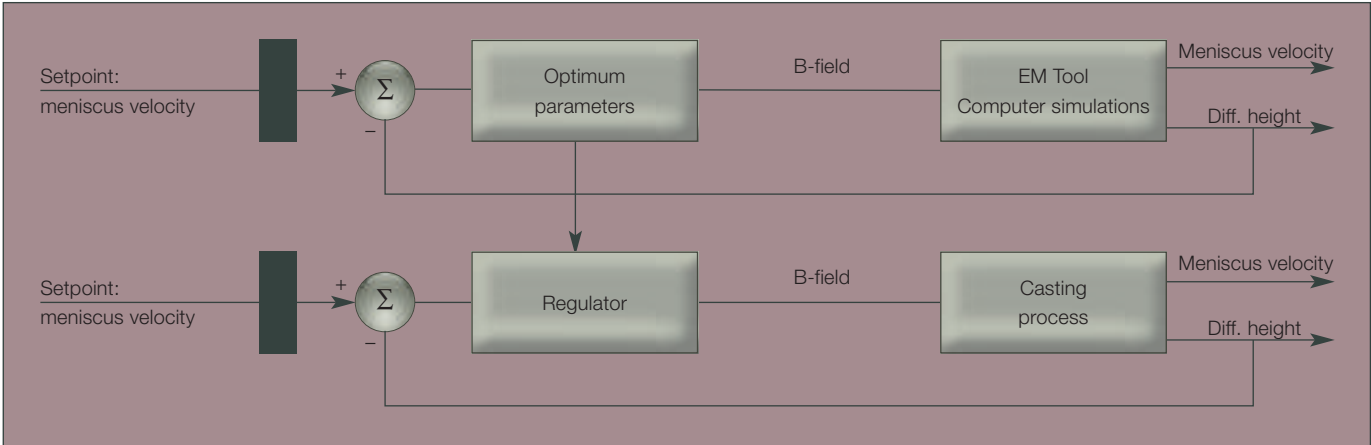 Setpoint:
meniscus velocity
+
Σ
−
Optimum
parameters
B-field
EM Tool
Computer simulations
Meniscus velocity
Diff. height
Setpoint:
meniscus velocity
+
Σ
−
Regulator
B-field
Casting
process
Meniscus velocity
Diff. height